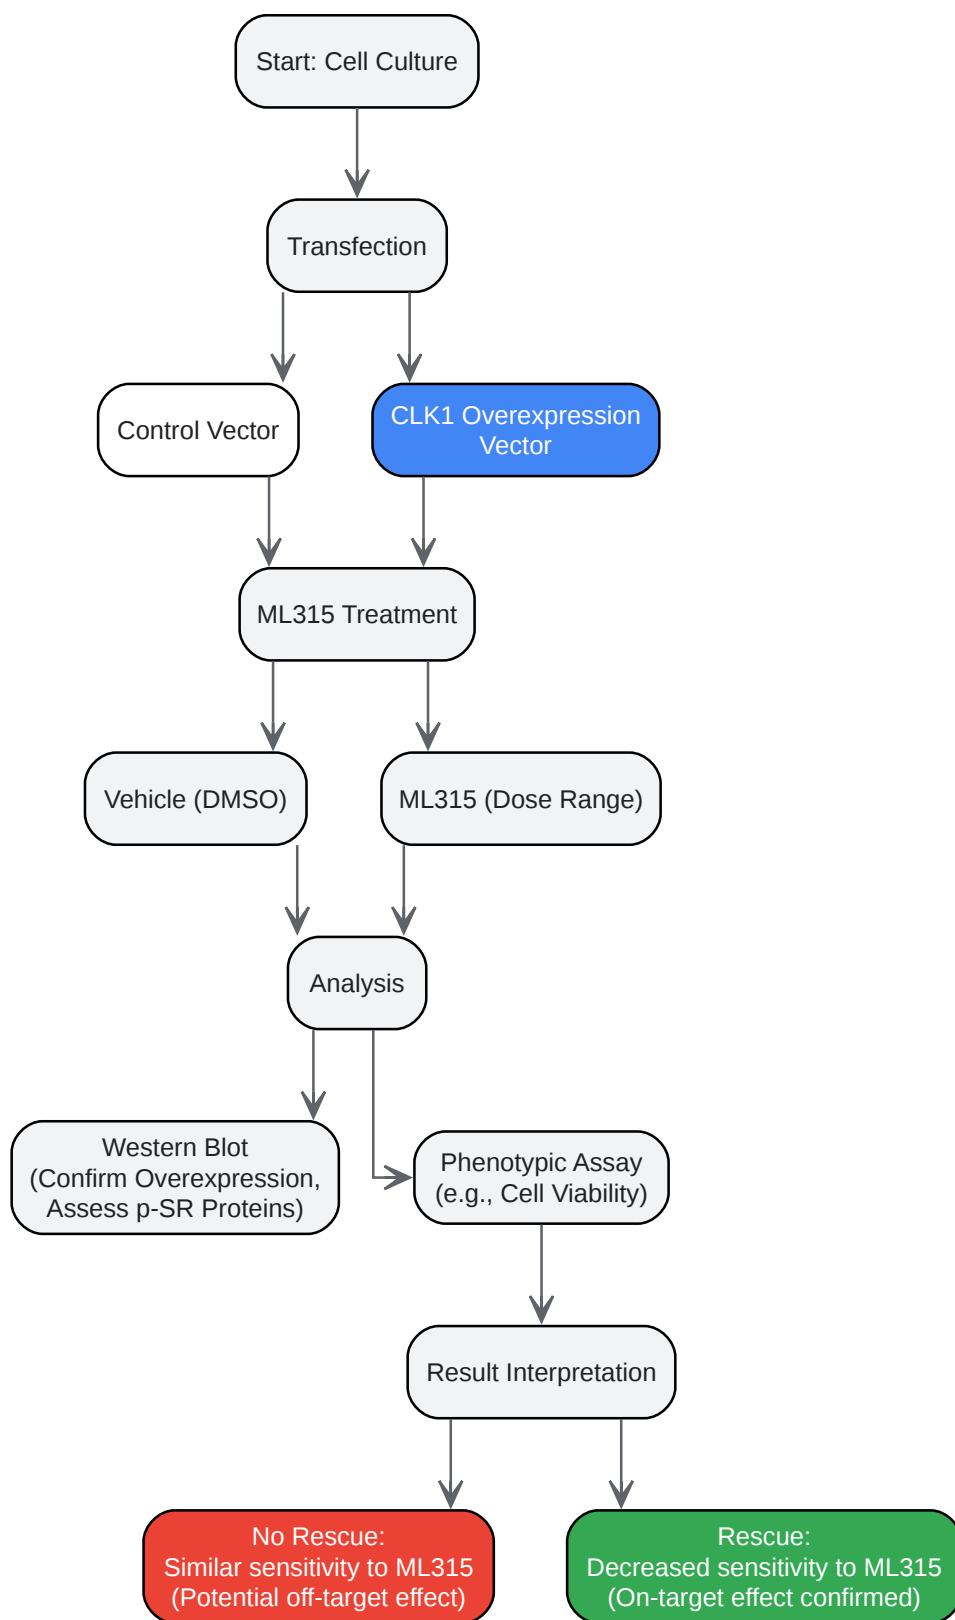 Start: Cell Culture
Transfection
Control Vector
CLK1 Overexpression
Vector
ML315 Treatment
Vehicle (DMSO)
ML315 (Dose Range)
Analysis
Western Blot
(Confirm Overexpression,
Assess p-SR Proteins)
Phenotypic Assay
(e.g., Cell Viability)
Result Interpretation
No Rescue:
Similar sensitivity to ML315
(Potential off-target effect)
Rescue:
Decreased sensitivity to ML315
(On-target effect confirmed)